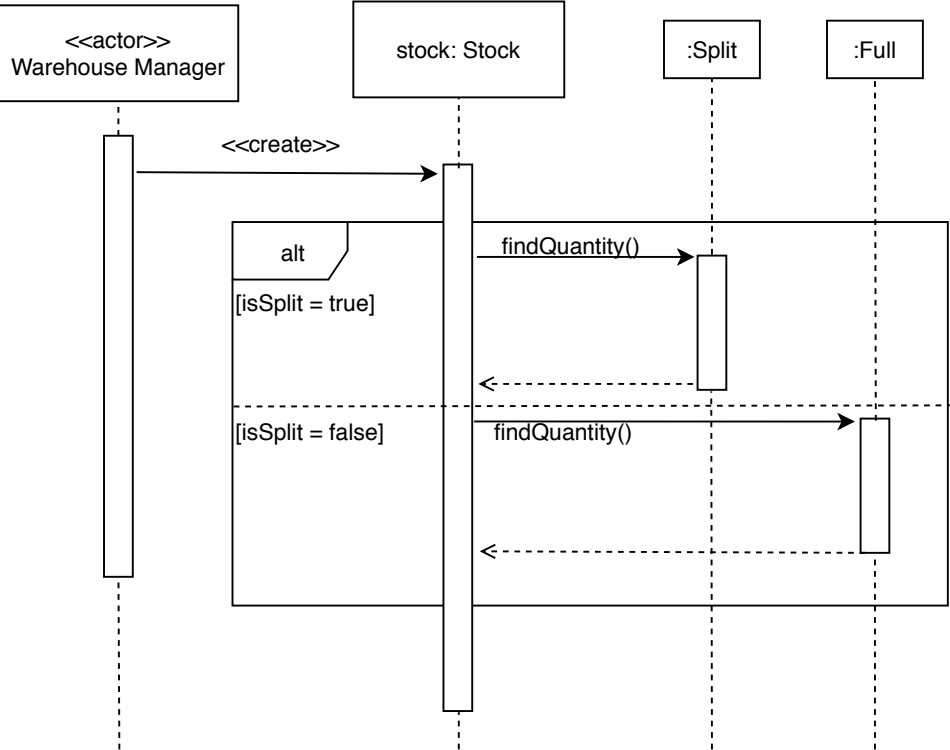 <<actor>>
Warehouse Manager
stock: Stock
:Split
:Full
<<create>>
alt
findQuantity()
[isSplit = true]
[isSplit = false]
findQuantity()